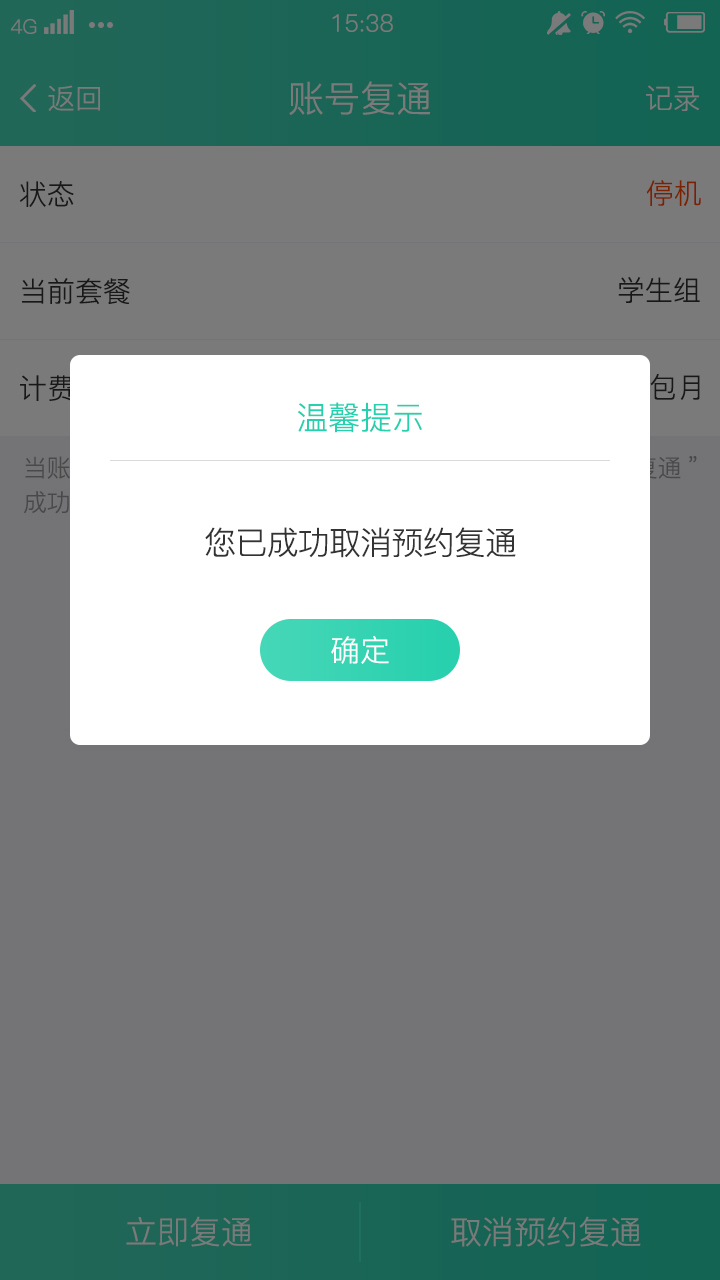 4G 15:38
返回 账号复通 记录
状态 停机
当前套餐 学生组
计费 包月
当账 复通”
成功
温馨提示
您已成功取消预约复通
确定
立即复通 取消预约复通